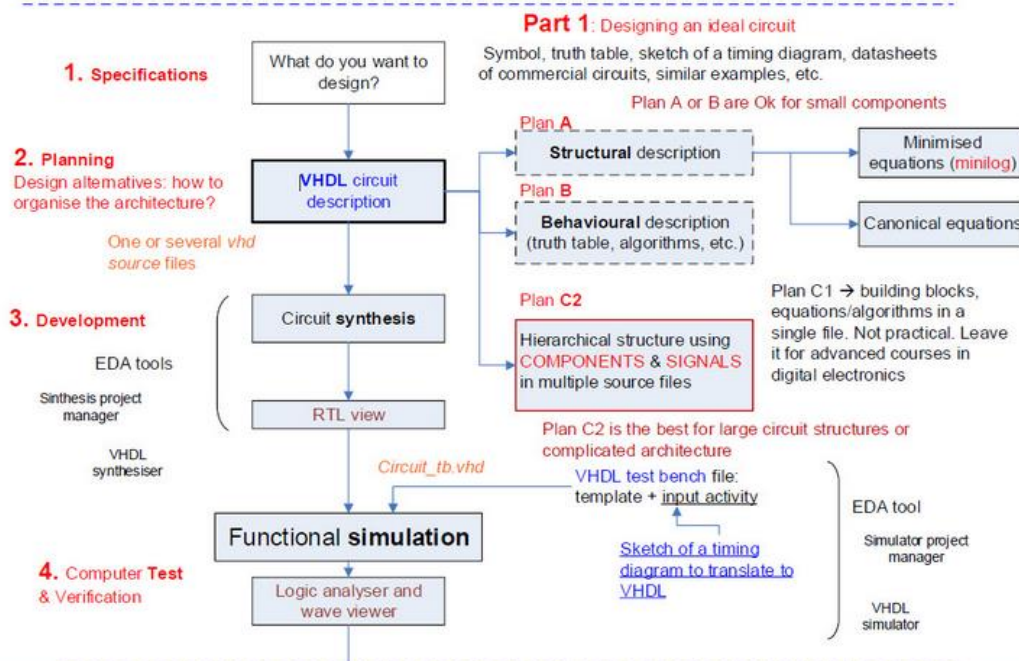 Part 1: Designing an ideal circuit
Symbol, truth table, sketch of a timing diagram, datasheets
of commercial circuits, similar examples, etc.
1. Specifications
What do you want to
design?
Plan A or B are Ok for small components
Plan A
Structural description
Minimised
equations (minilog)
2. Planning
Design alternatives: how to
organise the architecture?
VHDL circuit
description
Plan B
Behavioural description
(truth table, algorithms, etc.)
Canonical equations
One or several vhd
source files
3. Development
Circuit synthesis
Plan C2
Hierarchical structure using
COMPONENTS & SIGNALS
in multiple source files
Plan C1 → building blocks,
equations/algorithms in a
single file. Not practical. Leave
it for advanced courses in
digital electronics
EDA tools
Sinthesis project
manager
RTL view
Plan C2 is the best for large circuit structures or
complicated architecture
VHDL
synthesiser
Circuit_tb.vhd
VHDL test bench file:
template + input activity
EDA tool
Functional simulation
Sketch of a timing
diagram to translate to
VHDL
Simulator project
manager
4. Computer Test
& Verification
Logic analyser and
wave viewer
VHDL
simulator